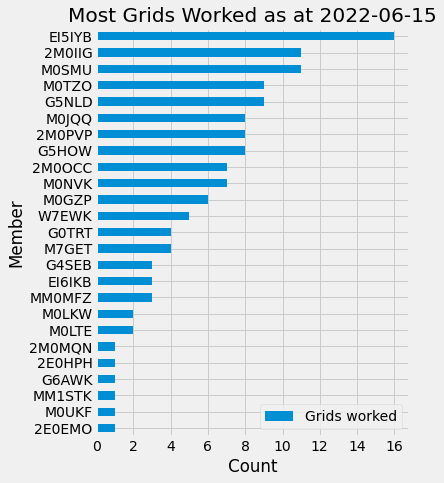 Most Grids Worked as at 2022-06-15
EI5IYB
2M0IIG
M0SMU
M0TZO
G5NLD
M0JQQ
2M0PVP
G5HOW
2M0OCC
M0NVK
M0GZP
W7EWK
G0TRT
M7GET
G4SEB
EI6IKB
MM0MFZ
M0LKW
M0LTE
2M0MQN
2E0HPH
G6AWK
MM1STK
M0UKF
2E0EMO
Member
Grids worked
0 2 4 6 8 10 12 14 16
Count